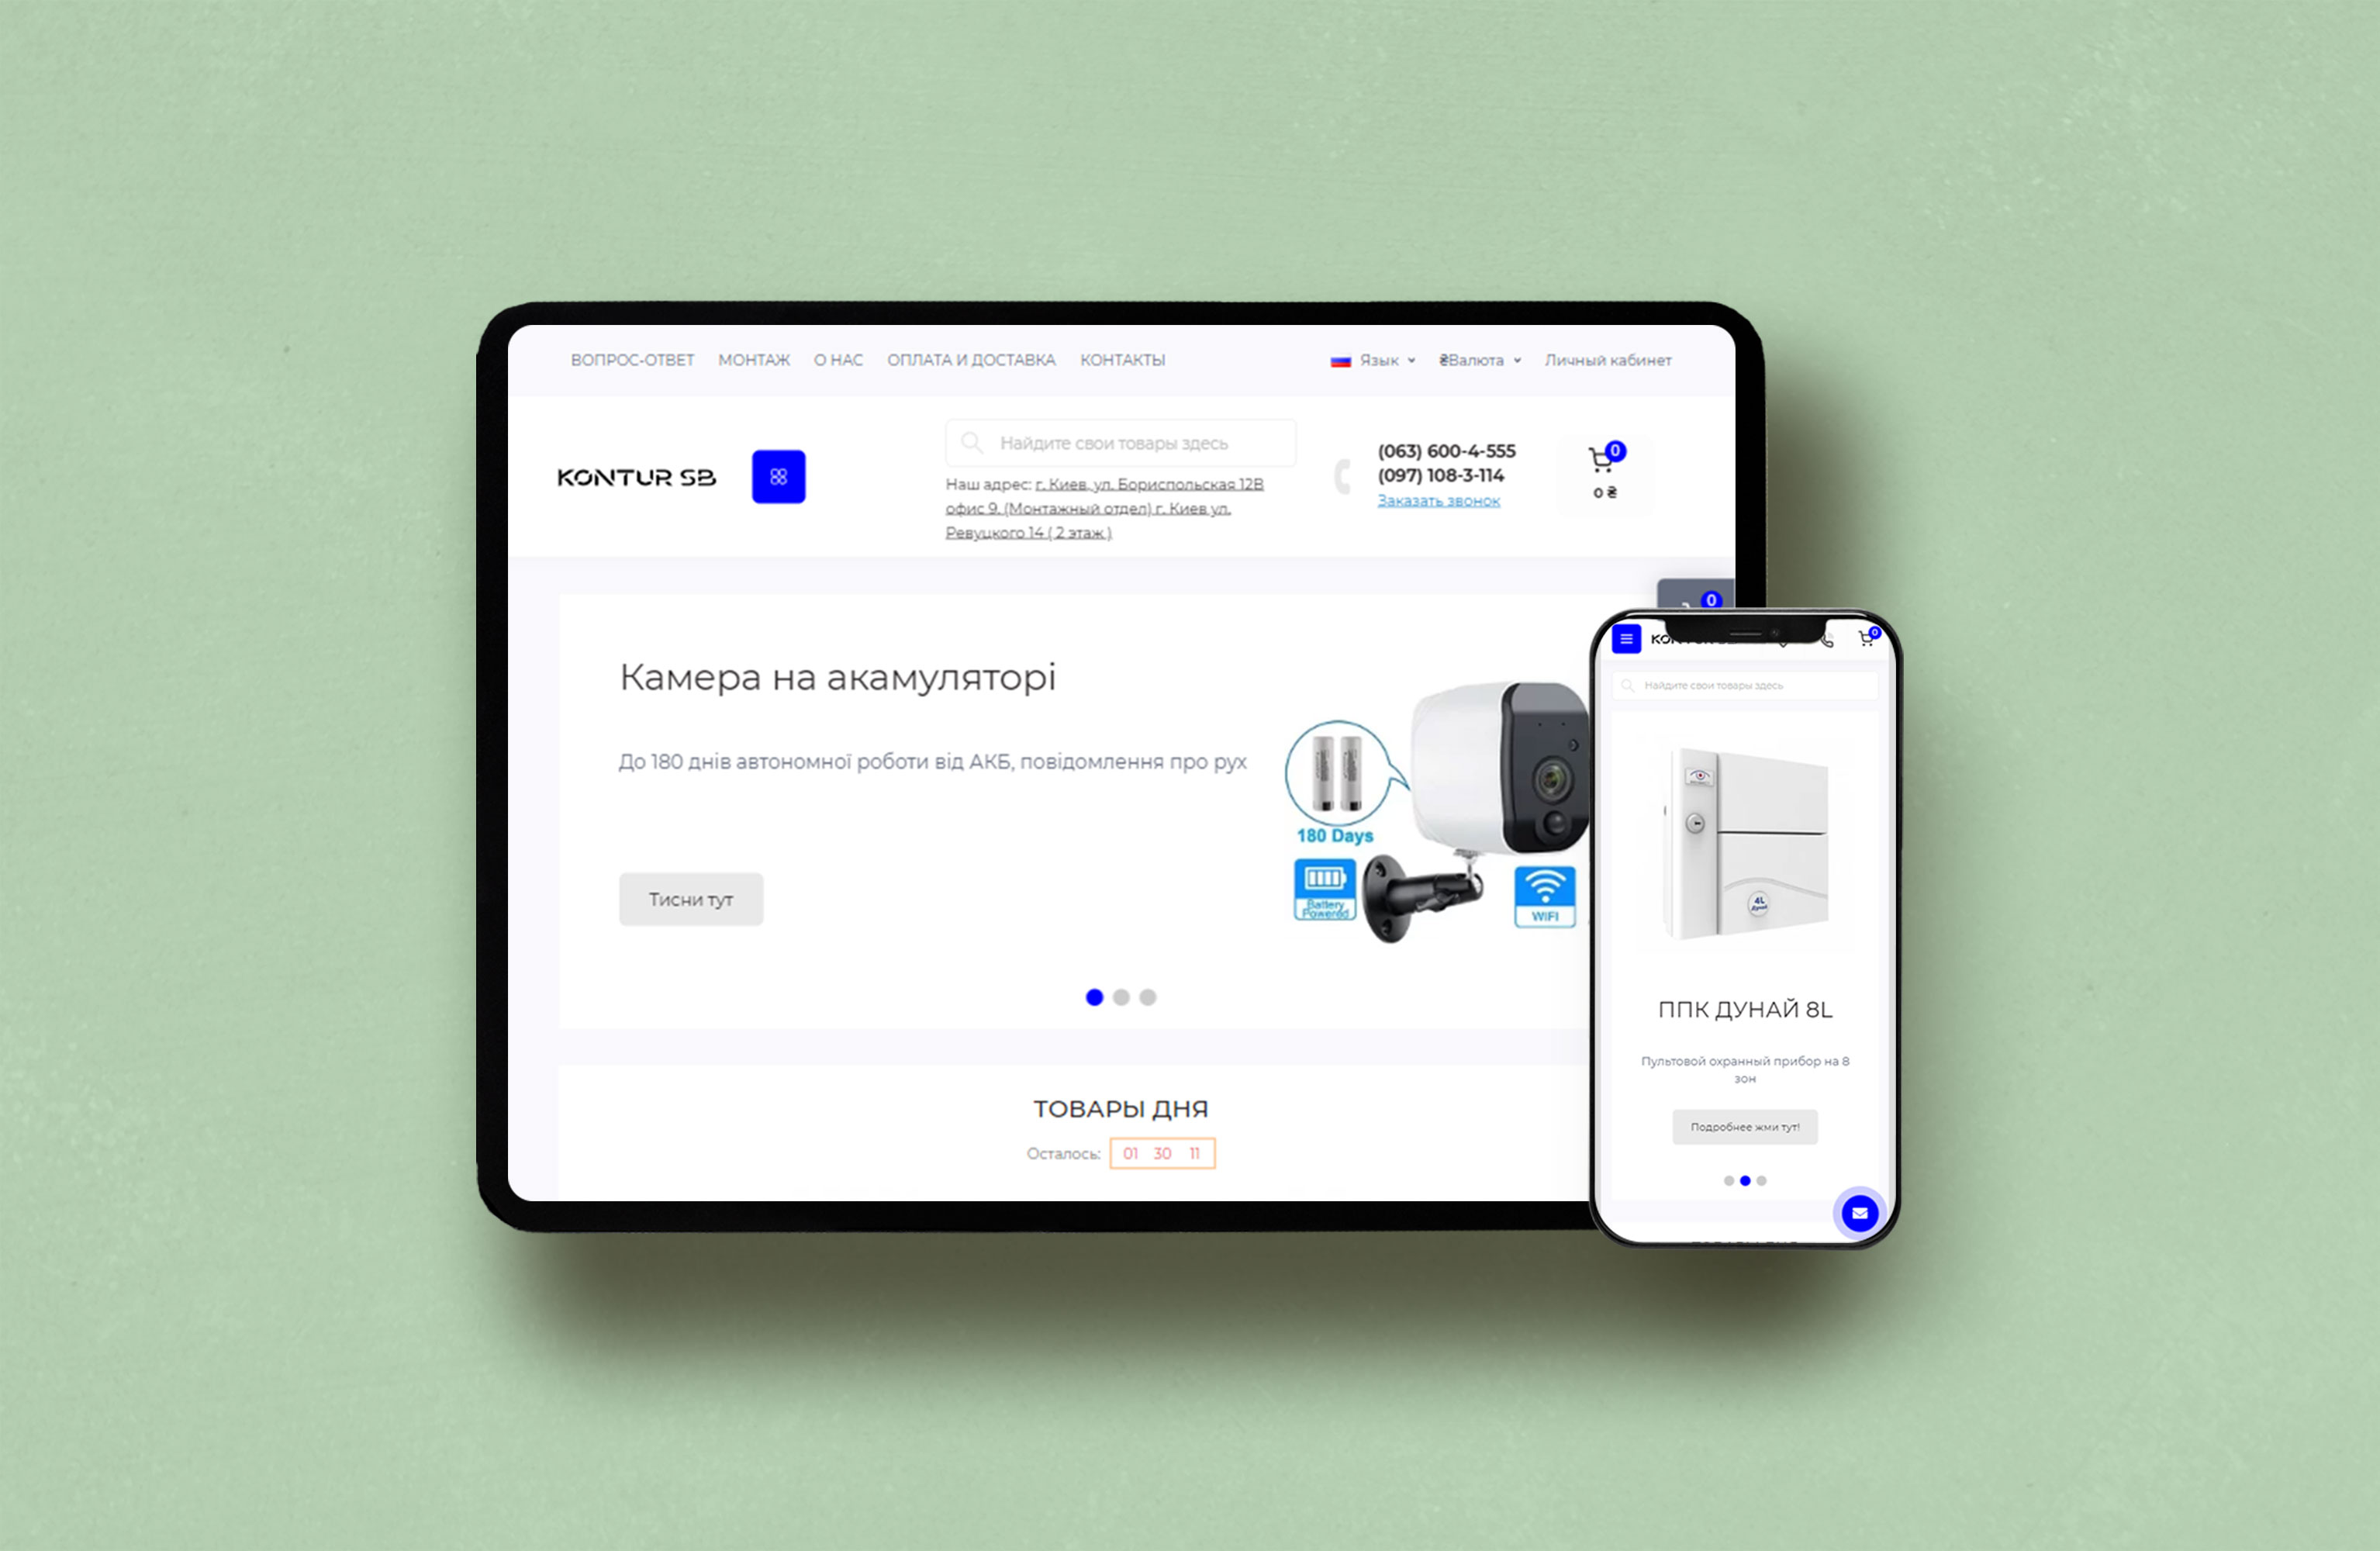 ВОПРОС-ОТВЕТ МОНТАЖ О НАС ОПЛАТА И ДОСТАВКА КОНТАКТЫ Язык ₴Валюта Личный кабинет
KONTUR SB
Найдите свои товары здесь
Наш адрес: г. Киев, ул. Бориспольская 12В
офис 9, (Монтажный отдел) г. Киев ул.
Ревуцкого 14 ( 2 этаж )
(063) 600-4-555
(097) 108-3-114
Заказать звонок
0
0 ₴
0
Камера на акамуляторі
До 180 днів автономної роботи від АКБ, повідомлення про рух
Тисни тут
180 Days
Battery
Powered
WIFI
ТОВАРЫ ДНЯ
Осталось: 01 30 11
0
Найдите свои товары здесь
4L
Дунай
ППК ДУНАЙ 8L
Пультовой охранный прибор на 8
зон
Подробнее жми тут!